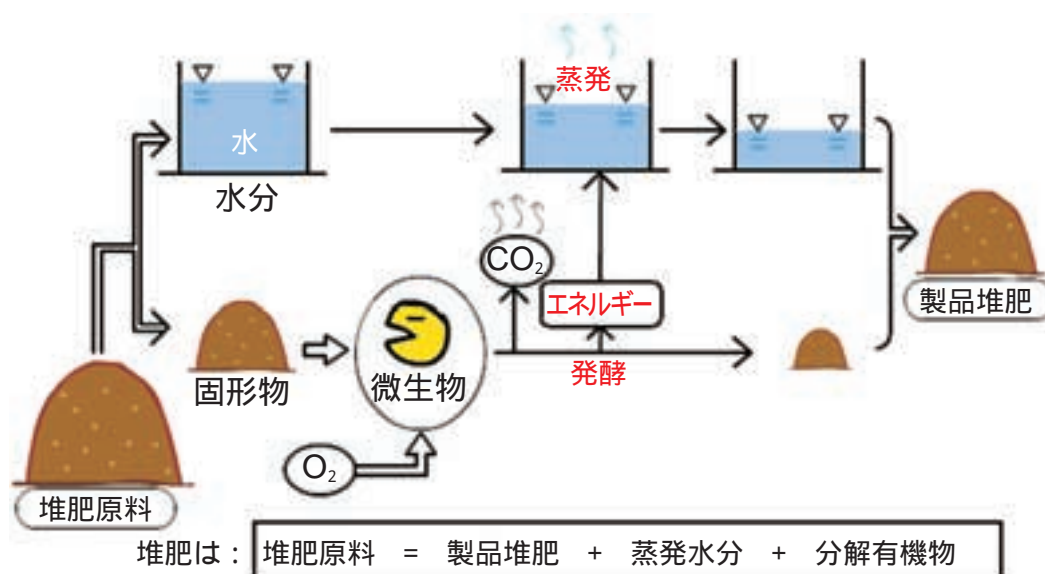 蒸発
水
水分
CO₂
エネルギー
製品堆肥
発酵
固形物
微生物
O₂
堆肥原料
堆肥は : 堆肥原料 = 製品堆肥 + 蒸発水分 + 分解有機物